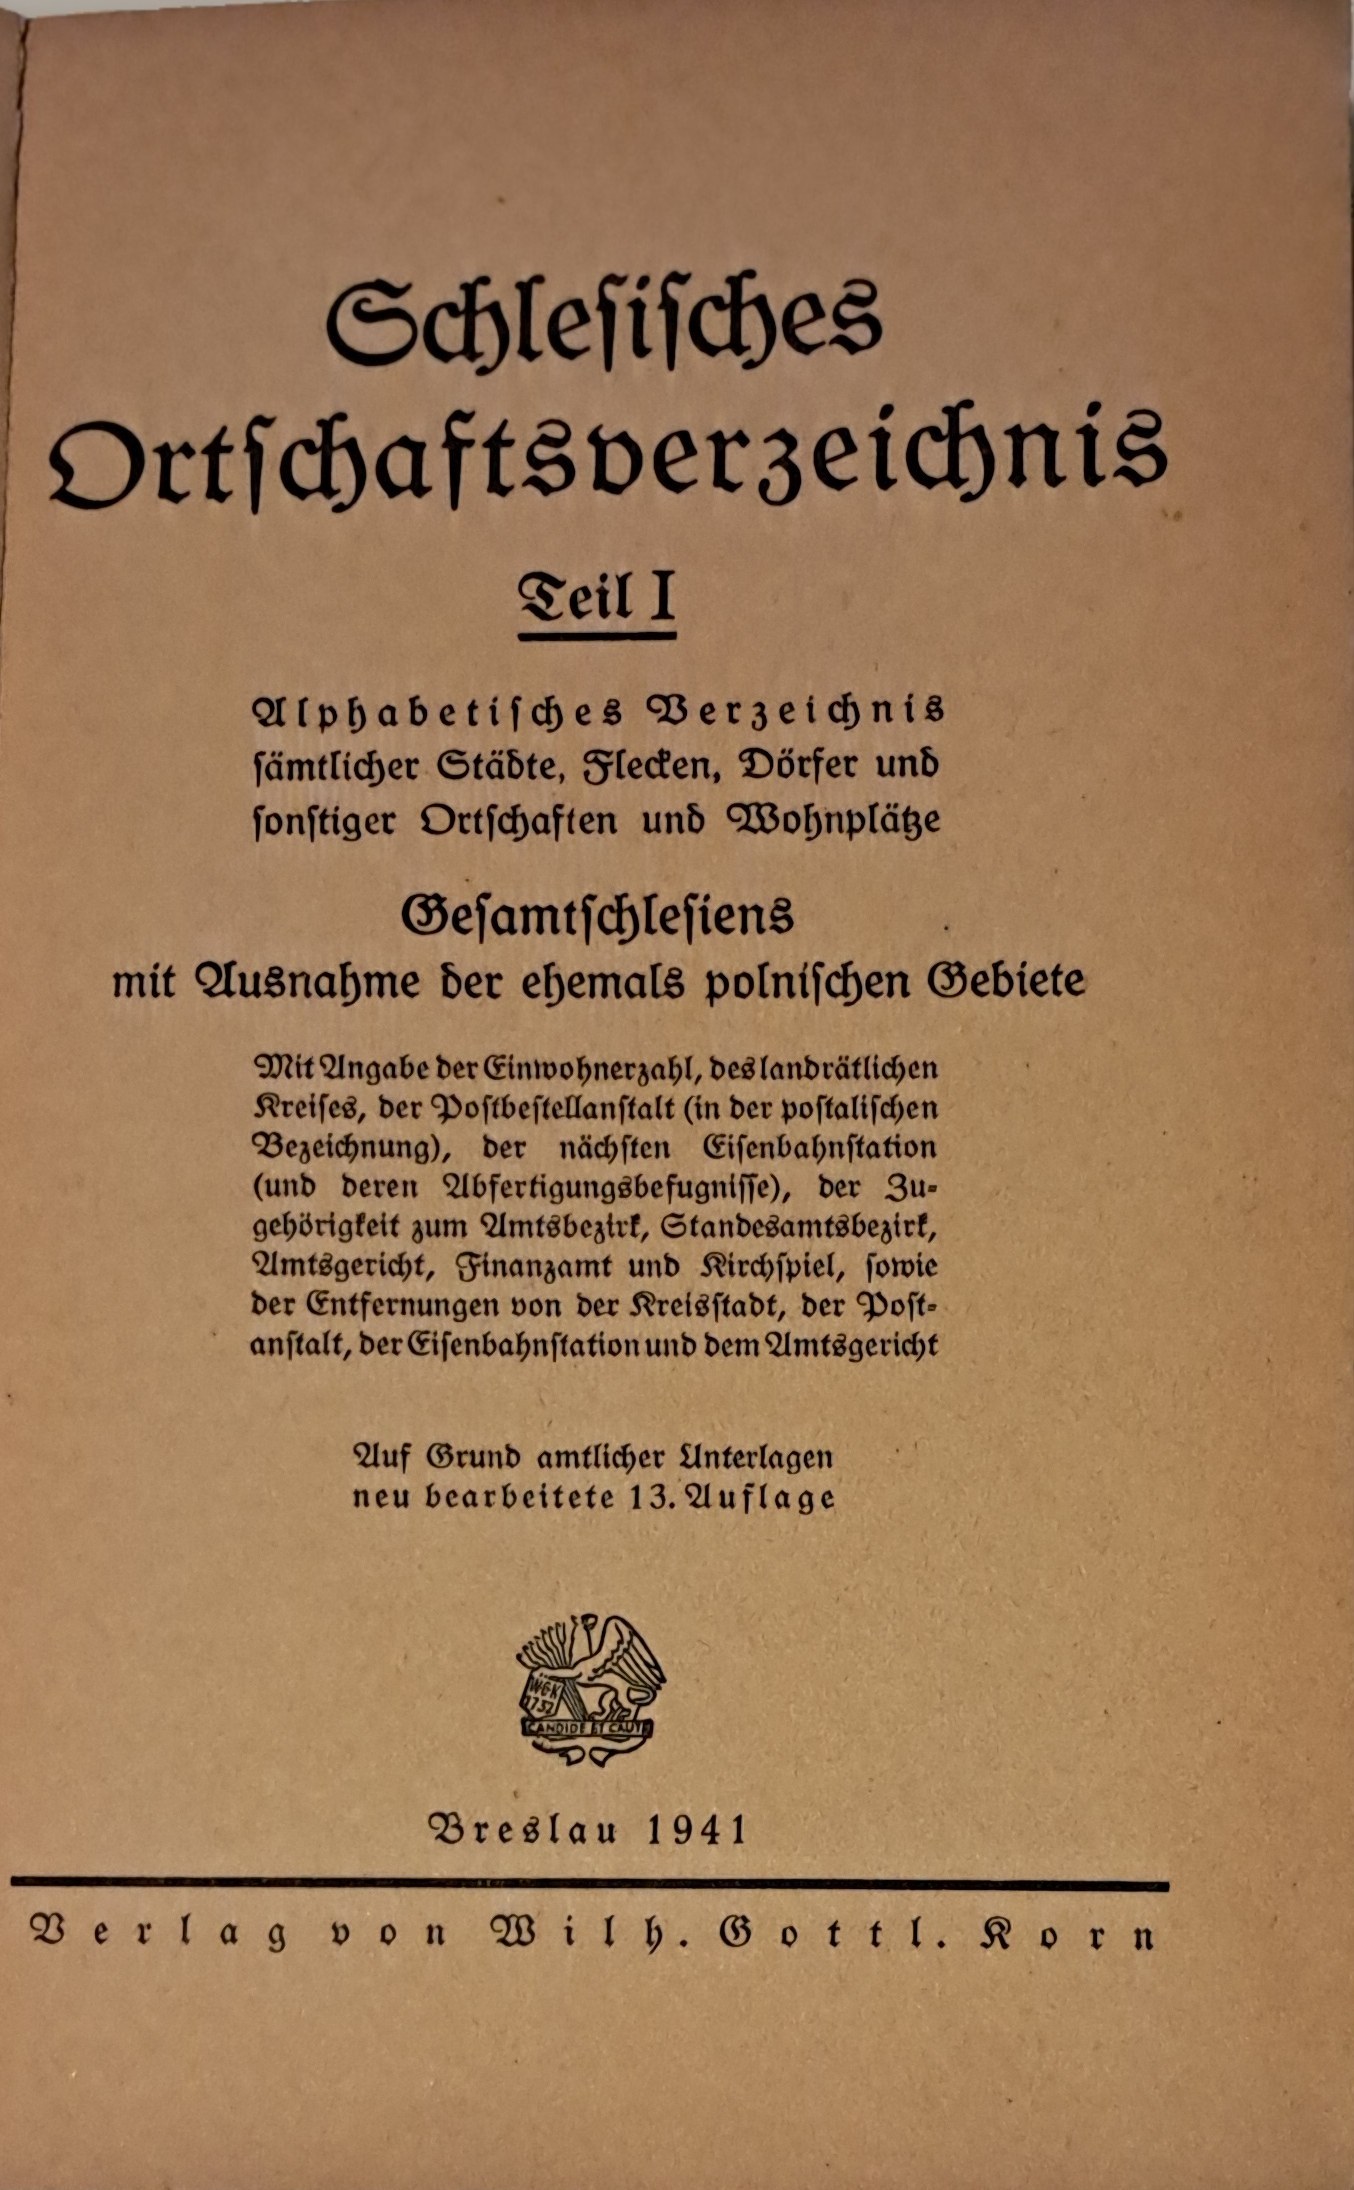 Schlesisches
Ortschaftsverzeichnis
Teil I
Alphabetisches Verzeichnis
sämtlicher Städte, Flecken, Dörfer und
sonstiger Ortschaften und Wohnplätze
Gesamtschlesiens
mit Ausnahme der ehemals polnischen Gebiete
Mit Angabe der Einwohnerzahl, des landrätlichen
Kreises, der Postbestellanstalt (in der postalischen
Bezeichnung), der nächsten Eisenbahnstation
(und deren Abfertigungsbefugnisse), der Zu-
gehörigkeit zum Amtsbezirk, Standesamtsbezirk,
Amtsgericht, Finanzamt und Kirchspiel, sowie
der Entfernungen von der Kreisstadt, der Post-
anstalt, der Eisenbahnstation und dem Amtsgericht
Auf Grund amtlicher Unterlagen
neu bearbeitete 13. Auflage
WGK
1732
CANDIDE ET CAUTE
Breslau 1941
Verlag von Wilh. Gottl. Korn